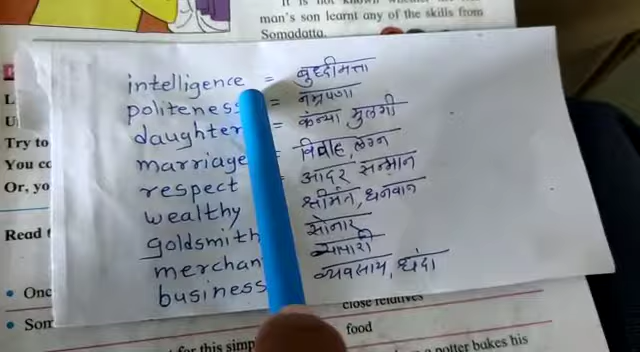 It is not known whether the
man's son learnt any of the skills from
Somadatta.
intelligence = बुद्धीमत्ता
politeness = नम्रपणा
daughter = कन्या, मुलगी
marriage = विवाह, लग्न
respect = आदर सन्मान
wealthy श्रीमंत, धनवान
goldsmith सोनार
merchan व्यापारी
business व्यवसाय, धंदा
Try to
You
Or, yo
Read
• Onc
• Som
close relatives
food
for this simp
a potter bakes his